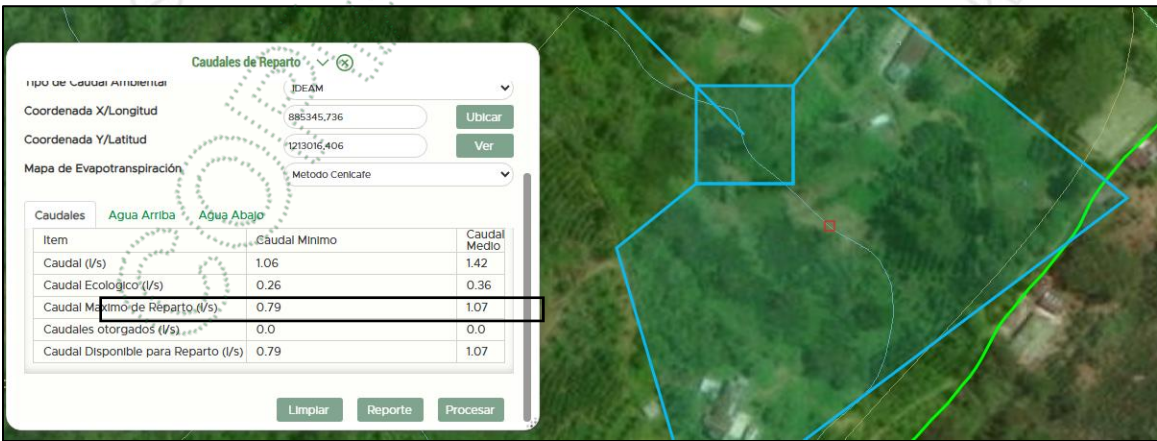 Caudales de Reparto
Tipo de Caudal Ambiental IDEAM
Coordenada X/Longitud 885345,736 Ubicar
Coordenada Y/Latitud 1213016,406 Ver
Mapa de Evapotranspiración Metodo Cenicafe
Caudales Agua Arriba Agua Abajo
Item Caudal Minimo Caudal Medio
Caudal (l/s) 1.06 1.42
Caudal Ecologico (l/s) 0.26 0.36
Caudal Maximo de Reparto (l/s) 0.79 1.07
Caudales otorgados (l/s) 0.0 0.0
Caudal Disponible para Reparto (l/s) 0.79 1.07
Limpiar Reporte Procesar